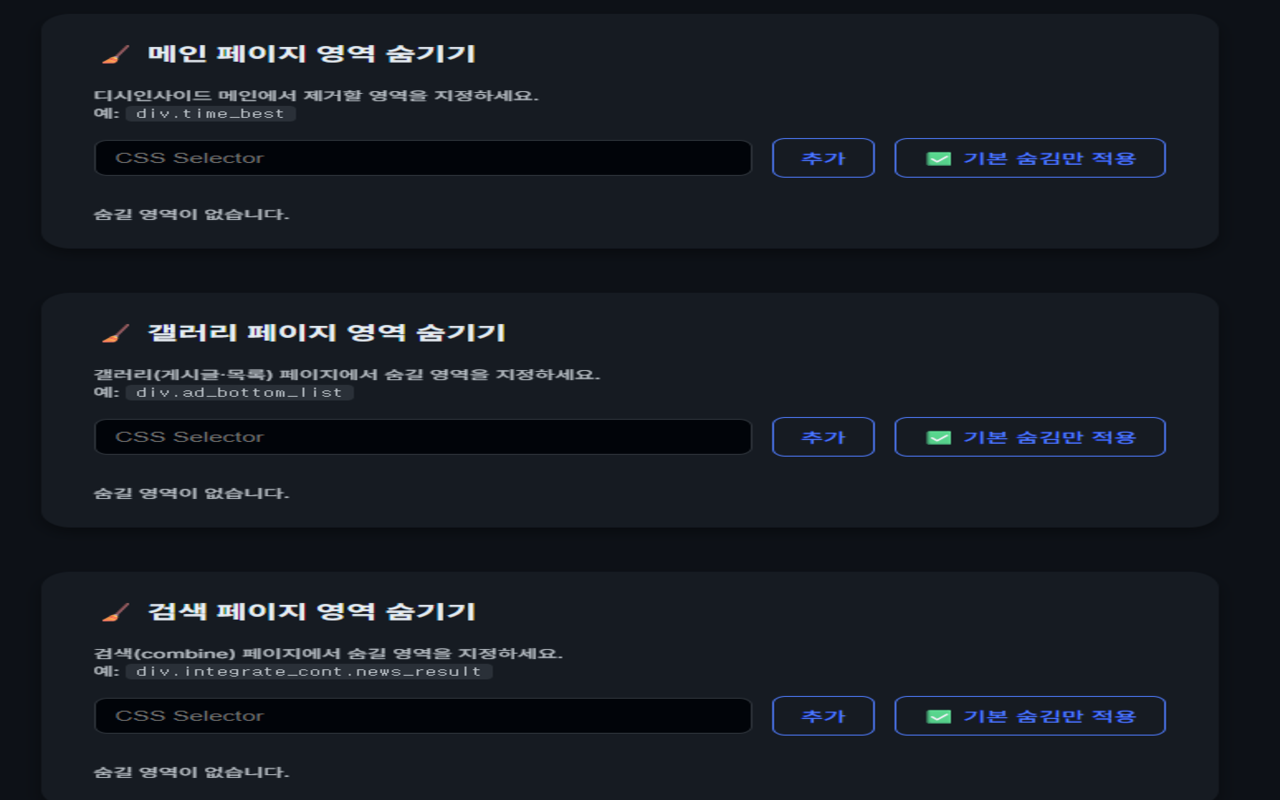 메인 페이지 영역 숨기기
디시인사이드 메인에서 제거할 영역을 지정하세요.
예: div.time_best
CSS Selector 추가 ✅ 기본 숨김만 적용
숨길 영역이 없습니다.
갤러리 페이지 영역 숨기기
갤러리(게시글·목록) 페이지에서 숨길 영역을 지정하세요.
예: div.ad_bottom_list
CSS Selector 추가 ✅ 기본 숨김만 적용
숨길 영역이 없습니다.
검색 페이지 영역 숨기기
검색(combine) 페이지에서 숨길 영역을 지정하세요.
예: div.integrate_cont.news_result
CSS Selector 추가 ✅ 기본 숨김만 적용
숨길 영역이 없습니다.